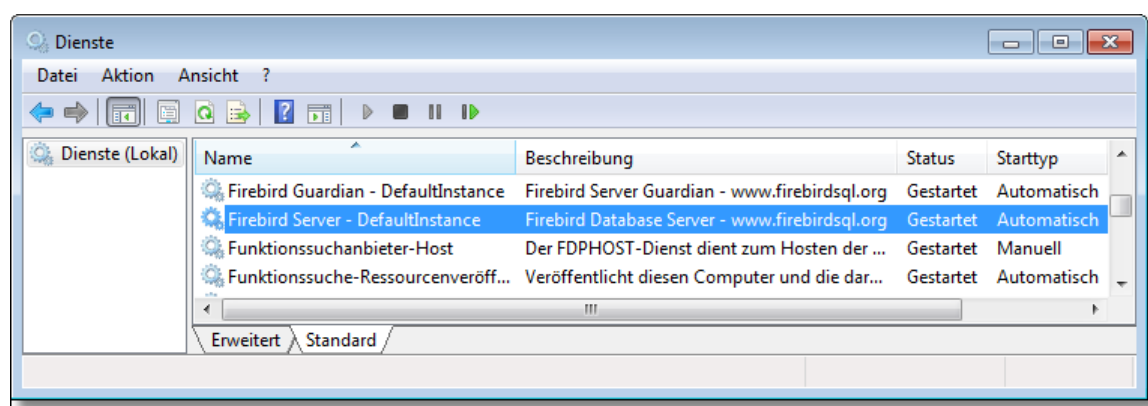 Dienste
Datei Aktion Ansicht ?
Dienste (Lokal)
Name Beschreibung Status Starttyp
Firebird Guardian - DefaultInstance Firebird Server Guardian - www.firebirdsql.org Gestartet Automatisch
Firebird Server - DefaultInstance Firebird Database Server - www.firebirdsql.org Gestartet Automatisch
Funktionssuchanbieter-Host Der FDPHOST-Dienst dient zum Hosten der ... Gestartet Manuell
Funktionssuche-Ressourcenveröff... Veröffentlicht diesen Computer und die dar... Gestartet Automatisch
Erweitert Standard